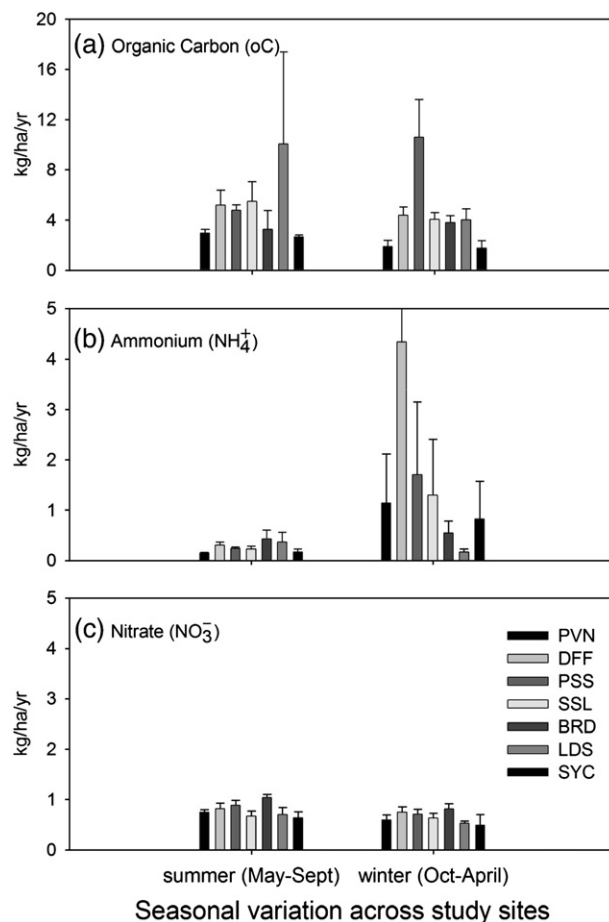 (a) Organic Carbon (oC)
20
16
12
8
4
0
kg/ha/yr
(b) Ammonium (NH₄⁺)
5
4
3
2
1
0
kg/ha/yr
(c) Nitrate (NO₃⁻)
5
4
3
2
1
0
kg/ha/yr
PVN
DFF
PSS
SSL
BRD
LDS
SYC
summer (May-Sept) winter (Oct-April)
Seasonal variation across study sites